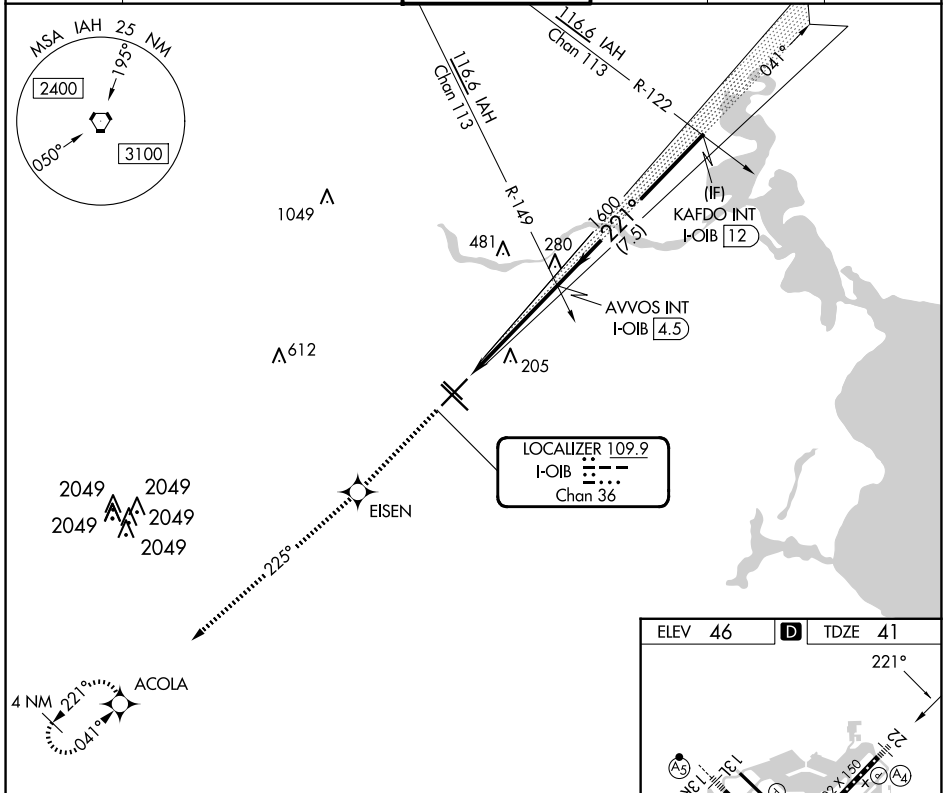 MSA IAH 25 NM
195°
2400
050°
3100
116.6 IAH
Chan 113
R-122
116.6 IAH
Chan 113
R-149
041°
1049
481
280
1600
221°
(7.5)
(IF)
KAFDO INT
I-OIB 12
AVVOS INT
I-OIB 4.5
612
205
LOCALIZER 109.9
I-OIB
Chan 36
EISEN
2049
2049
2049
2049
2049
225°
ACOLA
4 NM
221°
041°
ELEV 46 D TDZE 41
221°
22
A5
13L
A4